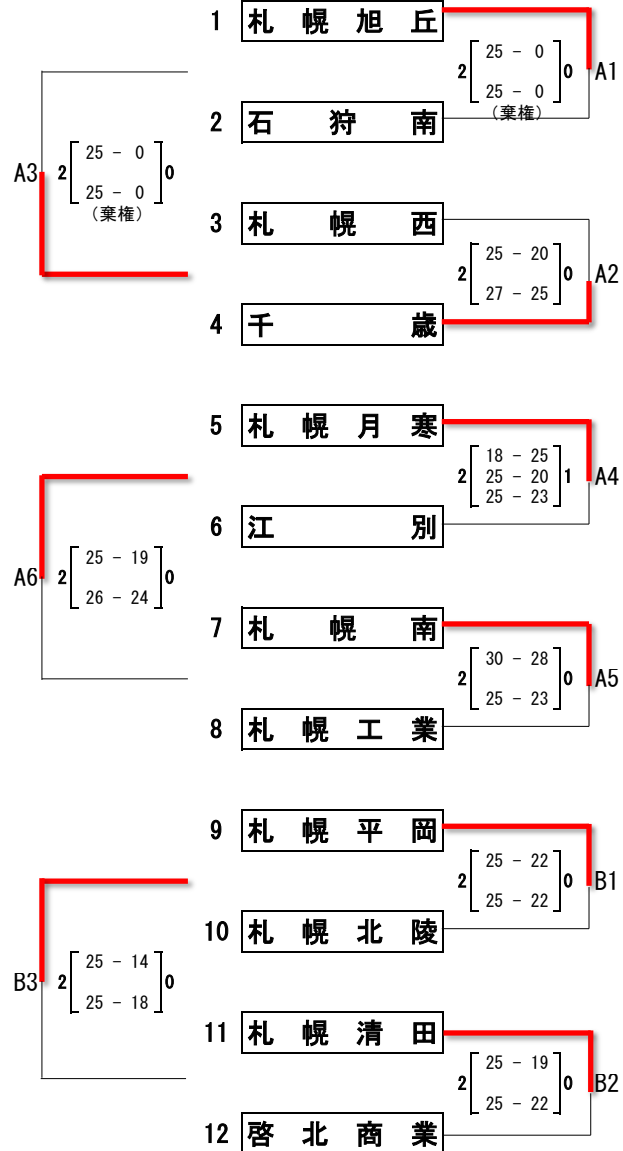 1 札幌旭丘
2 [ 25 - 0 ] 0 A1
25 - 0
(棄権)
2 石狩南
A3 2 [ 25 - 0 ] 0
25 - 0
(棄権)
3 札幌西
2 [ 25 - 20 ] 0 A2
27 - 25
4 千歳
5 札幌月寒
18 - 25
2 [ 25 - 20 ] 1 A4
25 - 23
6 江別
A6 2 [ 25 - 19 ] 0
26 - 24
7 札幌南
2 [ 30 - 28 ] 0 A5
25 - 23
8 札幌工業
9 札幌平岡
2 [ 25 - 22 ] 0 B1
25 - 22
10 札幌北陵
B3 2 [ 25 - 14 ] 0
25 - 18
11 札幌清田
2 [ 25 - 19 ] 0 B2
25 - 22
12 啓北商業